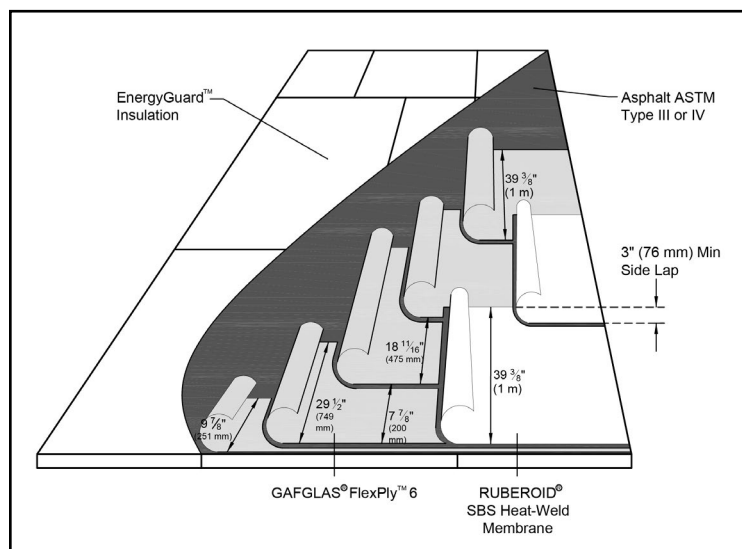 EnergyGuard™
Insulation
Asphalt ASTM
Type III or IV
39 3/8"
(1 m)
3" (76 mm) Min
Side Lap
18 11/16"
(475 mm)
39 3/8"
(1 m)
29 1/2"
(749
mm)
7 7/8"
(200
mm)
9 7/8"
(251 mm)
GAFGLAS® FlexPly™ 6
RUBEROID®
SBS Heat-Weld
Membrane